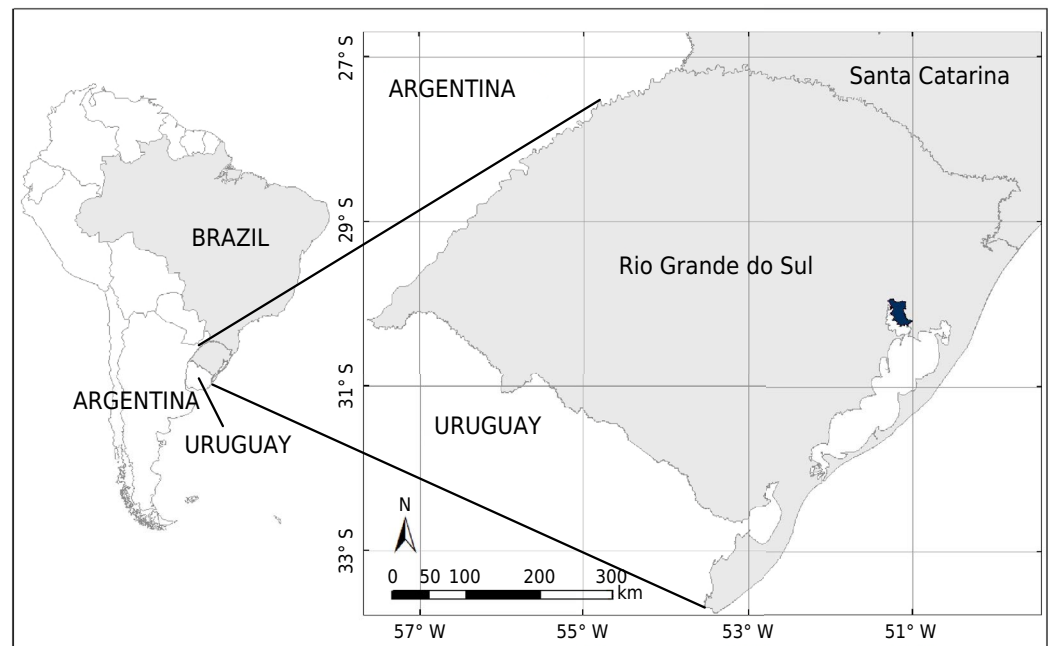 BRAZIL
ARGENTINA
URUGUAY
27° S
29° S
31° S
33° S
ARGENTINA
Santa Catarina
Rio Grande do Sul
URUGUAY
N
0 50 100 200 300
km
57° W 55° W 53° W 51° W